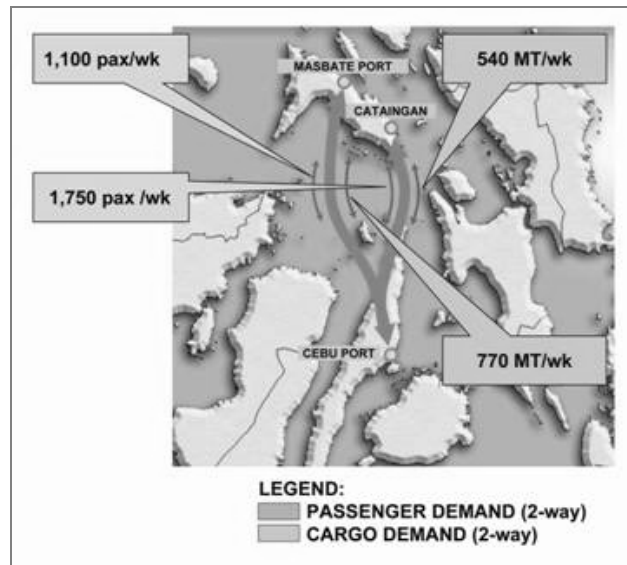 1,100 pax/wk
540 MT/wk
MASBATE PORT
CATAINGAN
1,750 pax /wk
CEBU PORT
770 MT/wk
LEGEND:
PASSENGER DEMAND (2-way)
CARGO DEMAND (2-way)